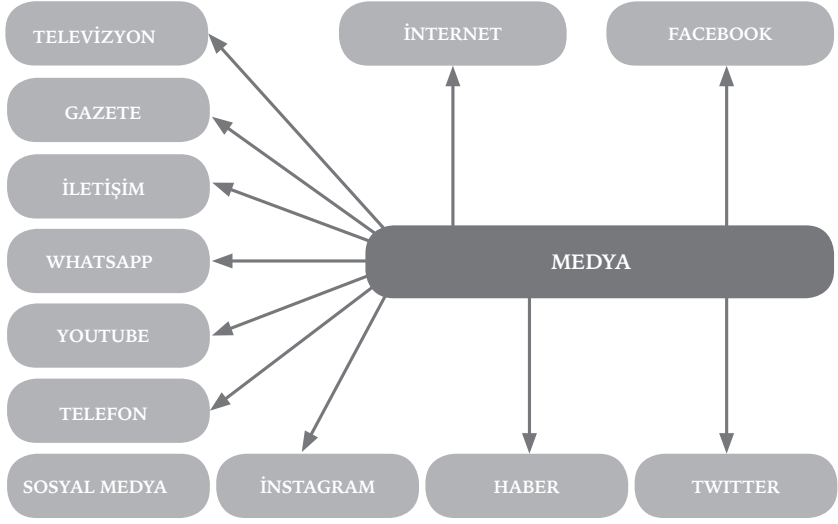 TELEVİZYON
İNTERNET
FACEBOOK
GAZETE
İLETİŞİM
WHATSAPP
MEDYA
YOUTUBE
TELEFON
SOSYAL MEDYA
İNSTAGRAM
HABER
TWITTER